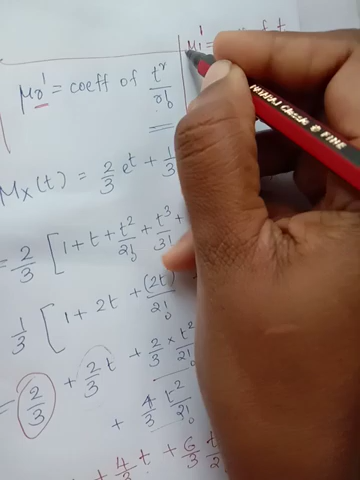 μr' = coeff of t^r/r!
μ1' =
Mx(t) = 2/3 e^t + 1/3
= 2/3 [1 + t + t^2/2! + t^3/3! +
1/3 [1 + 2t + (2t)/2!
= 2/3 + 2/3 t + 2/3 × t^2/2!
+ 4/3 t^2/2!
+ 4/3 t + 6/3 t
Classic FINE